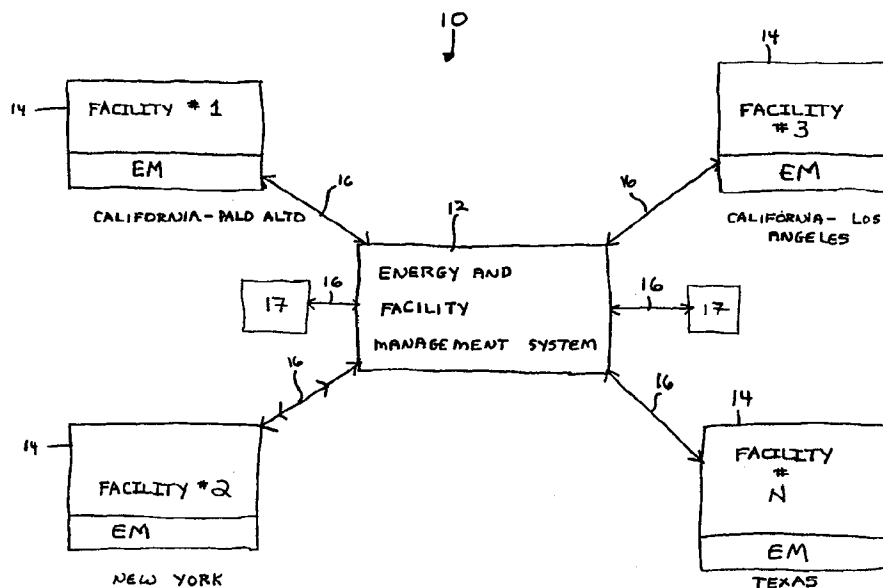 10
14
FACILITY # 1
EM
CALIFORNIA - PALO ALTO
16
14
FACILITY
# 3
EM
CALIFORNIA - LOS
ANGELES
16
12
ENERGY AND
FACILITY
MANAGEMENT SYSTEM
17
16
16
17
16
14
FACILITY # 2
EM
NEW YORK
16
14
FACILITY
#
N
EM
TEXAS